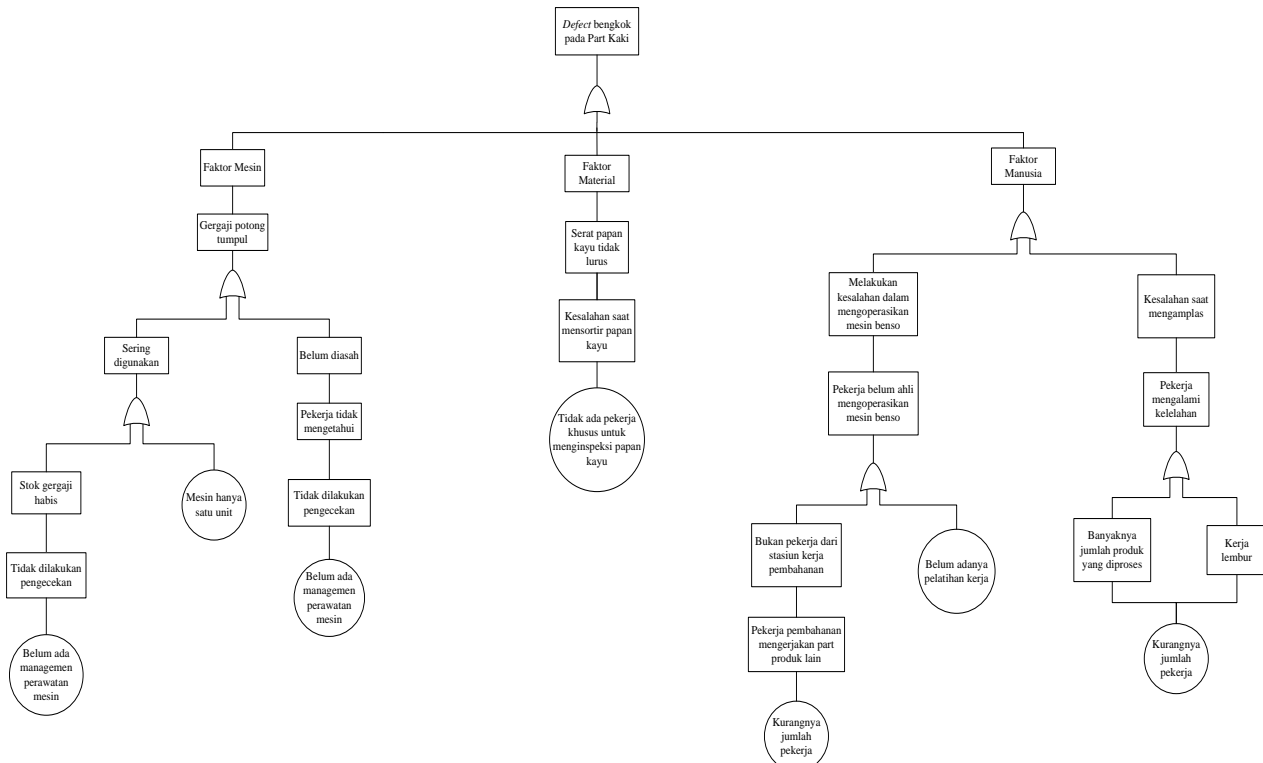 Defect bengkok
pada Part Kaki
Faktor Mesin
Faktor
Material
Faktor
Manusia
Gergaji potong
tumpul
Serat papan
kayu tidak
lurus
Melakukan
kesalahan dalam
mengoperasikan
mesin benso
Kesalahan saat
mengamplas
Sering
digunakan
Belum diasah
Kesalahan saat
mensortir papan
kayu
Pekerja belum ahli
mengoperasikan
mesin benso
Pekerja
mengalami
kelelahan
Pekerja tidak
mengetahui
Tidak ada pekerja
khusus untuk
menginspeksi papan
kayu
Stok gergaji
habis
Mesin hanya
satu unit
Tidak dilakukan
pengecekan
Bukan pekerja dari
stasiun kerja
pembahanan
Belum adanya
pelatihan kerja
Banyaknya
jumlah produk
yang diproses
Kerja
lembur
Tidak dilakukan
pengecekan
Belum ada
managemen
perawatan
mesin
Pekerja pembahanan
mengerjakan part
produk lain
Kurangnya
jumlah
pekerja
Belum ada
managemen
perawatan
mesin
Kurangnya
jumlah
pekerja